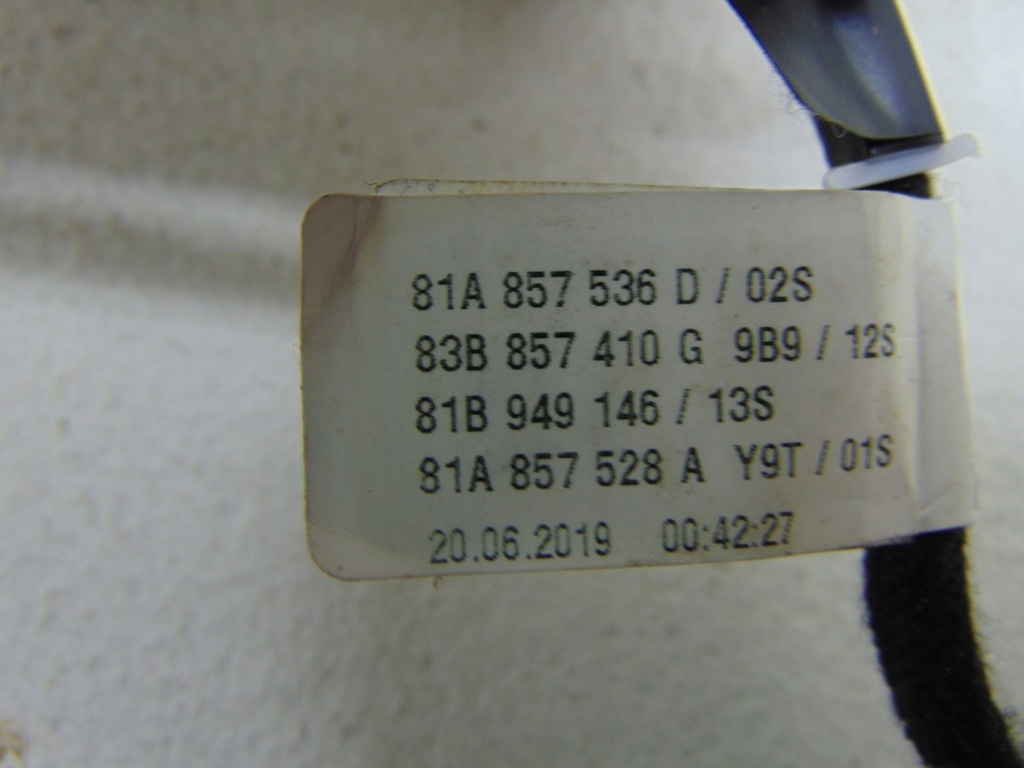 81A 857 536 D / 02S
83B 857 410 G 9B9 / 12S
81B 949 146 / 13S
81A 857 528 A Y9T / 01S
20.06.2019 00:42:27